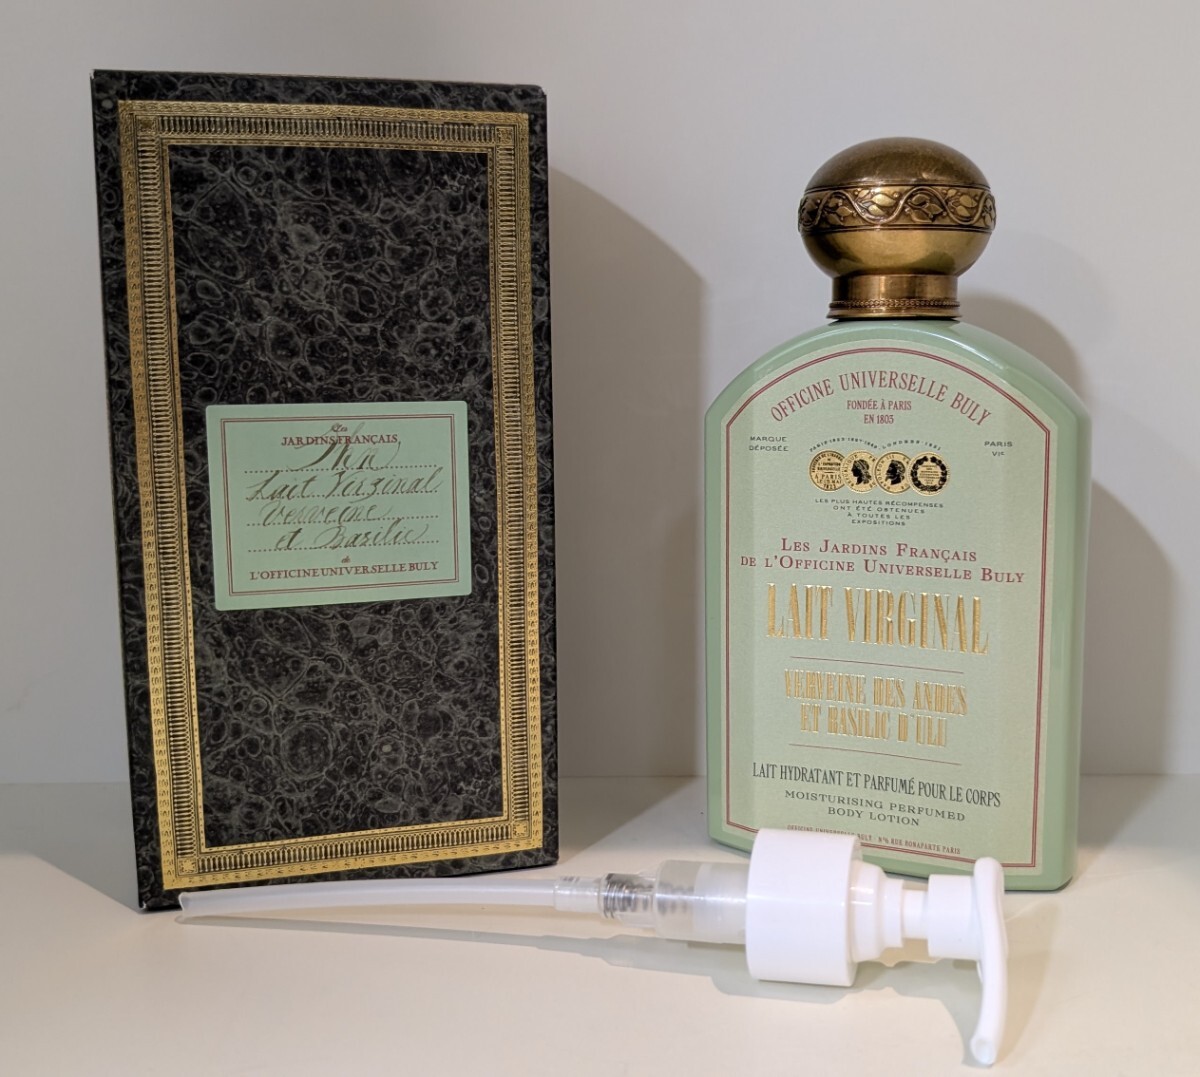 Les
JARDINS FRANÇAIS
Lait Virginal
Verveine
et Basilic
de
L'OFFICINE UNIVERSELLE BULY
OFFICINE UNIVERSELLE BULY
FONDÉE À PARIS
EN 1803
MARQUE
DÉPOSÉE
PARIS
VIe
LES PLUS HAUTES RÉCOMPENSES
ONT ÉTÉ OBTENUES
À TOUTES LES
EXPOSITIONS
LES JARDINS FRANÇAIS
DE L'OFFICINE UNIVERSELLE BULY
LAIT VIRGINAL
VERVEINE DES ANDES
ET BASILIC D'ULI
LAIT HYDRATANT ET PARFUMÉ POUR LE CORPS
MOISTURISING PERFUMED
BODY LOTION
OFFICINE UNIVERSELLE BULY - RUE BONAPARTE PARIS